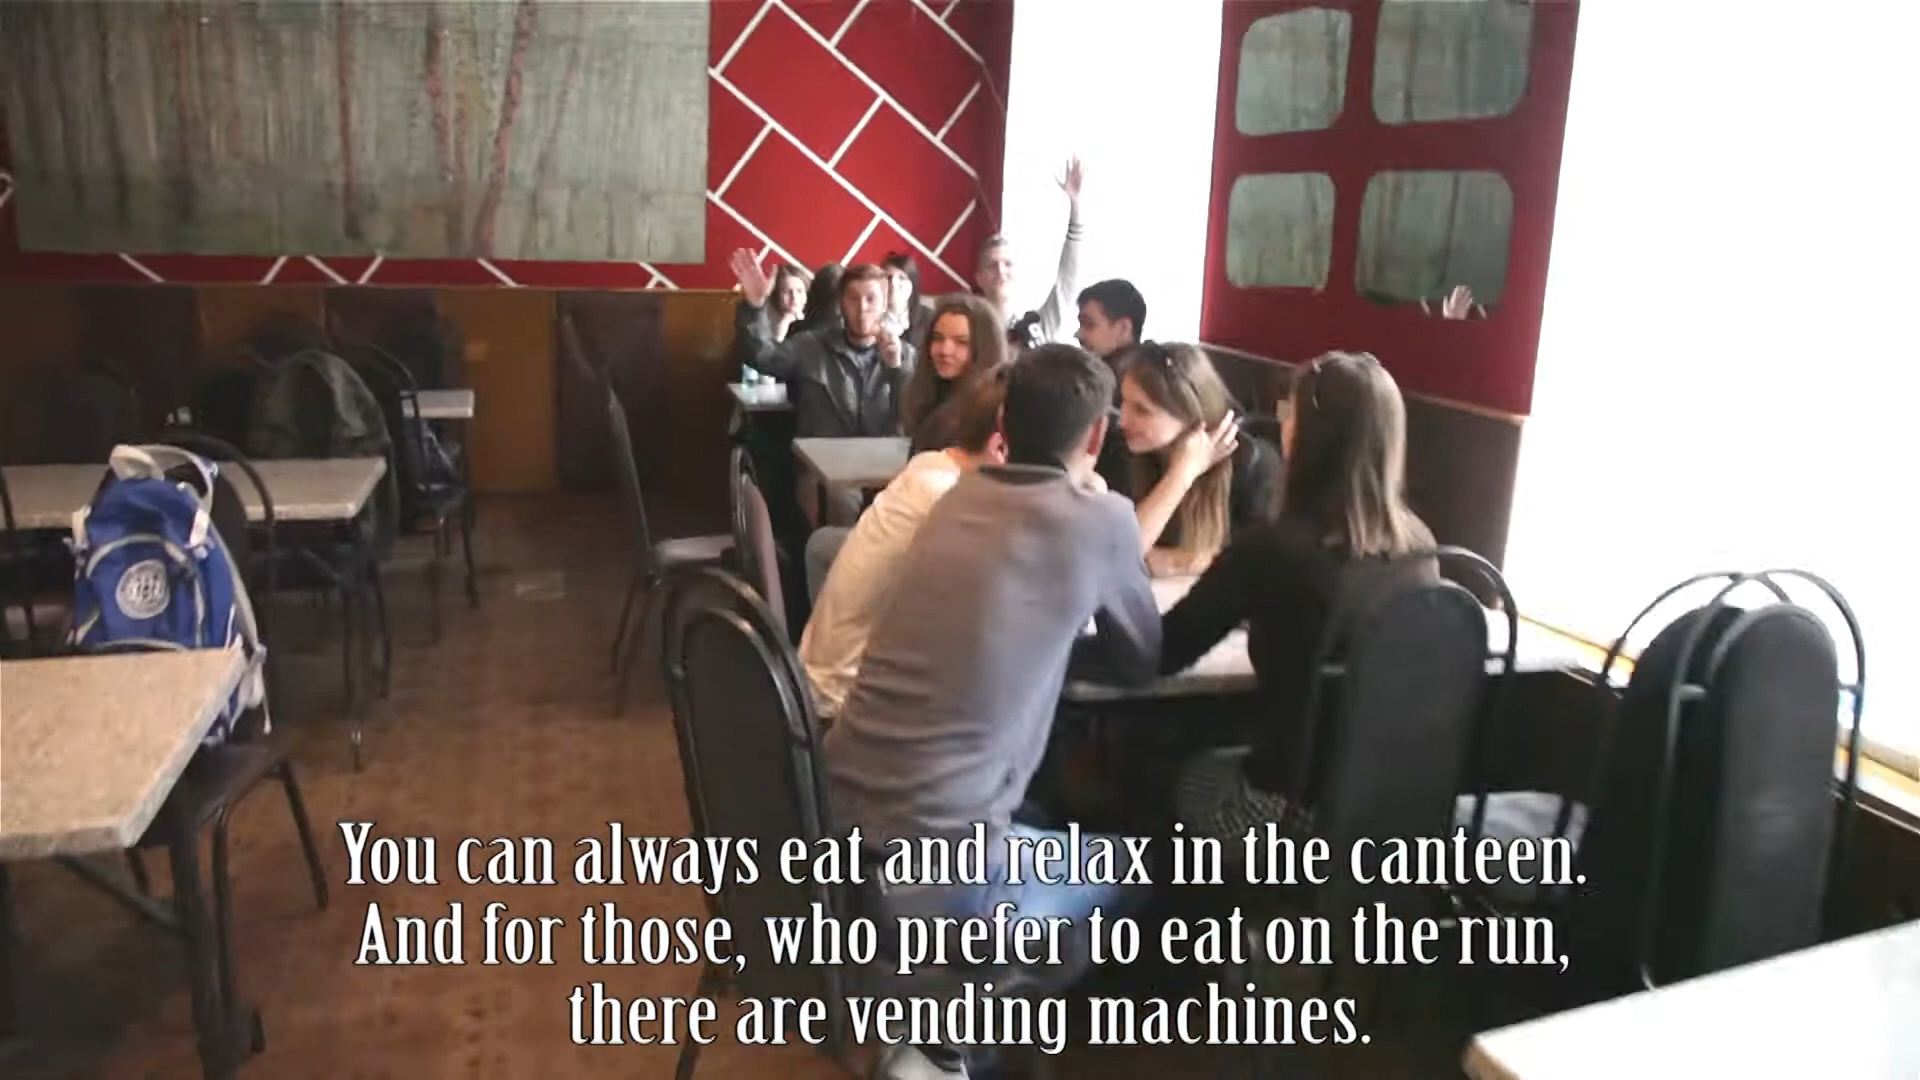 You can always eat and relax in the canteen.
And for those, who prefer to eat on the run,
there are vending machines.